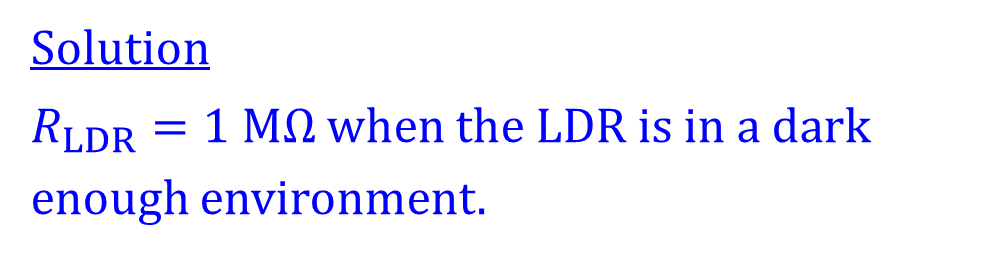 Solution
R_LDR = 1 MΩ when the LDR is in a dark
enough environment.